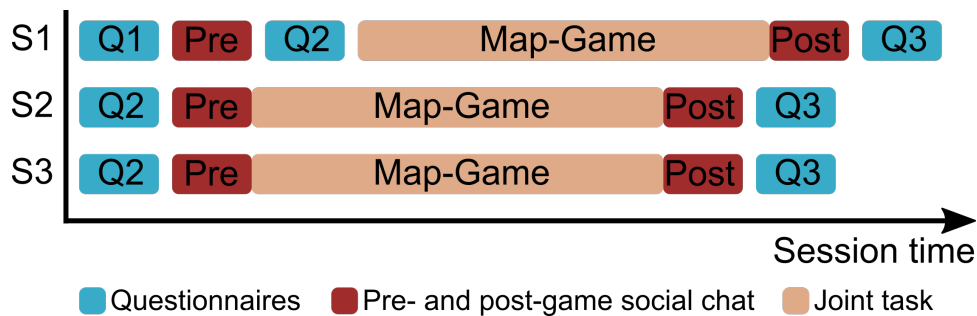 S1 Q1 Pre Q2 Map-Game Post Q3
S2 Q2 Pre Map-Game Post Q3
S3 Q2 Pre Map-Game Post Q3
Session time
Questionnaires Pre- and post-game social chat Joint task